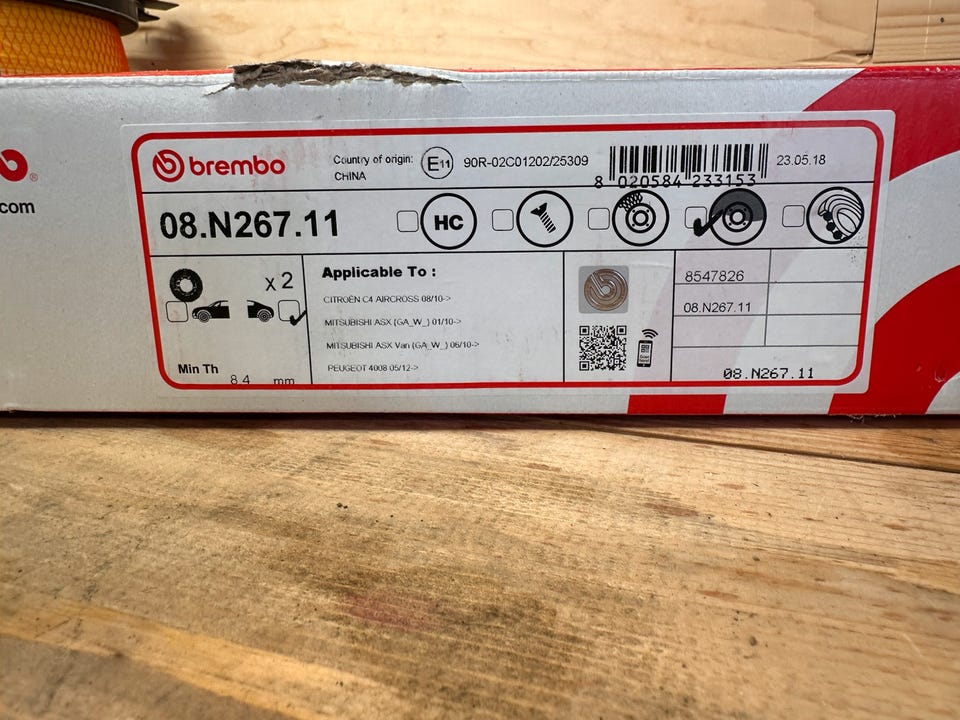 brembo
Country of origin:
CHINA
E11
90R-02C01202/25309
8 020584 233153
23.05.18
®
com
08.N267.11
HC
x 2
Min Th
8.4 mm
Applicable To :
CITROËN C4 AIRCROSS 08/10->
MITSUBISHI ASX (GA_W_) 01/10->
MITSUBISHI ASX Van (GA_W_) 06/10->
PEUGEOT 4008 05/12->
8547826
08.N267.11
08.N267.11